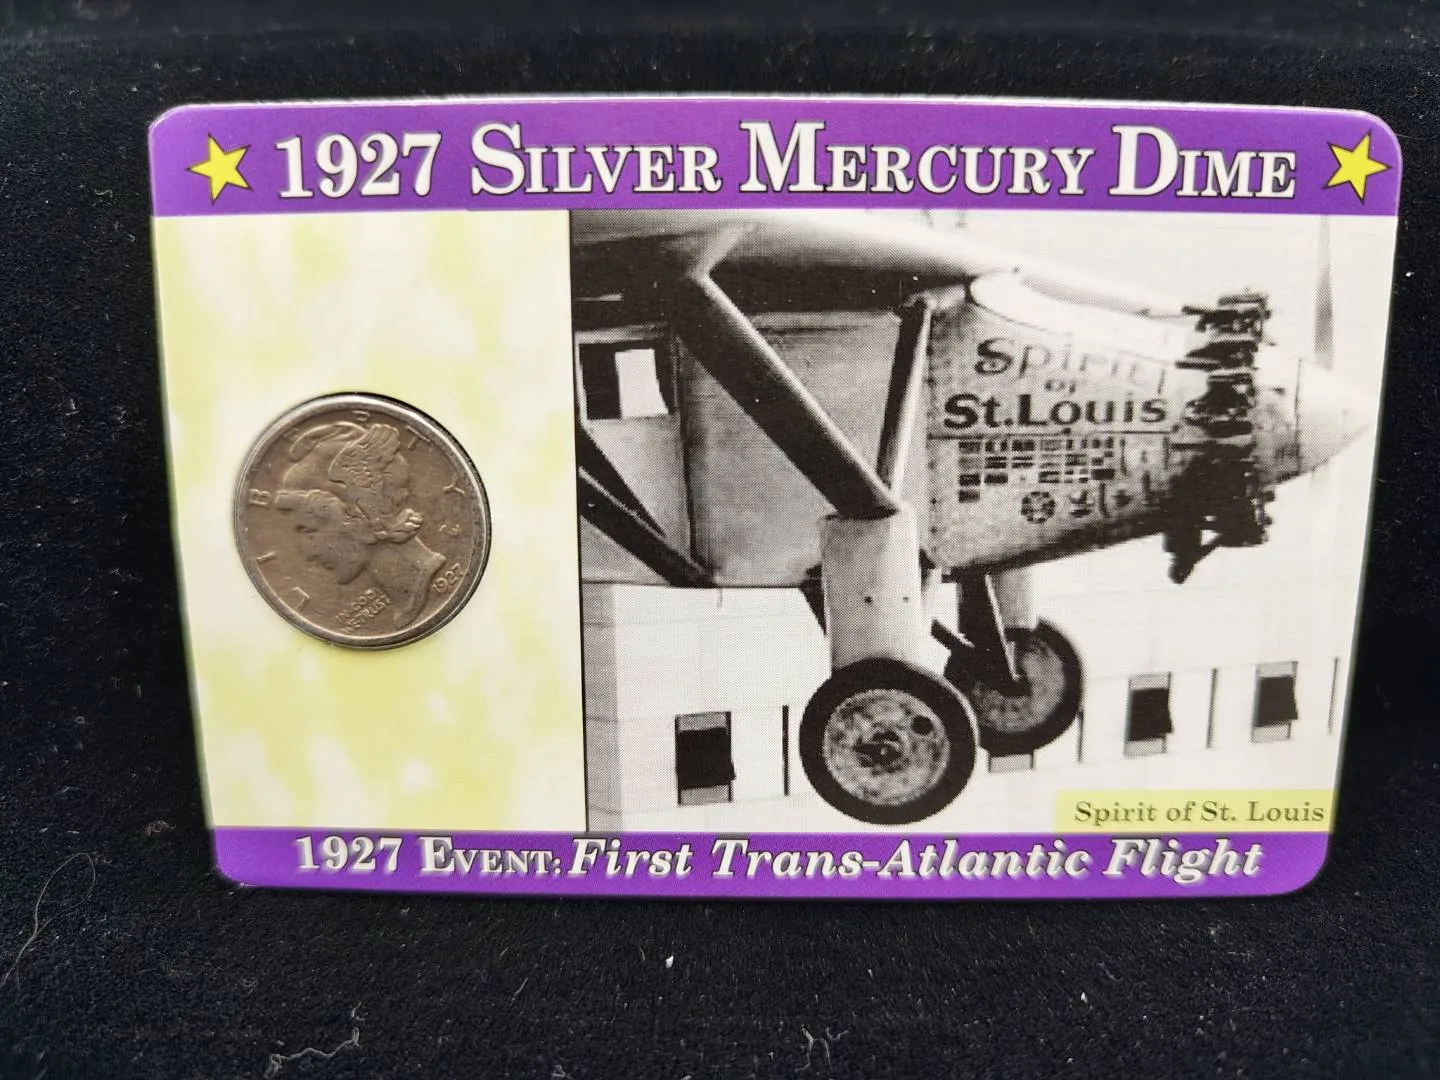 1927 SILVER MERCURY DIME
LIBERTY
IN GOD
WE TRUST
1927
Spirit
OF
St. Louis
Spirit of St. Louis
1927 EVENT: First Trans-Atlantic Flight